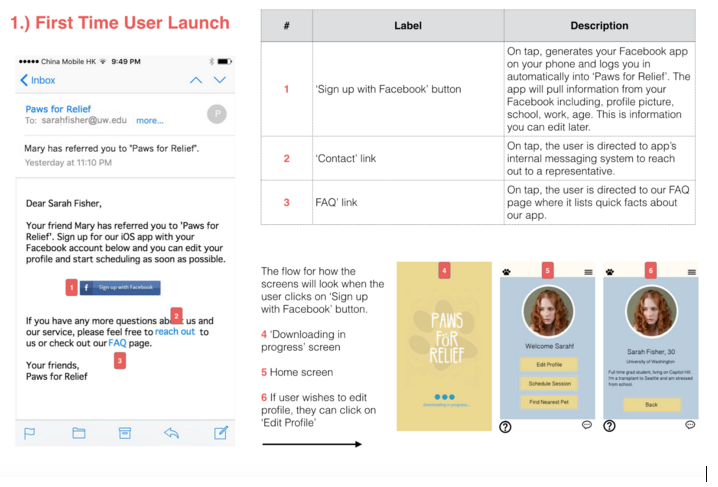 1.) First Time User Launch
China Mobile HK
9:49 PM
Inbox
Paws for Relief
To: sarahfisher@uw.edu more...
P
Mary has referred you to "Paws for Relief".
Yesterday at 11:10 PM
Dear Sarah Fisher,
Your friend Mary has referred you to 'Paws for
Relief'. Sign up for our iOS app with your
Facebook account below and you can edit your
profile and start scheduling as soon as possible.
1
f Sign up with Facebook
2
If you have any more questions about us and
our service, please feel free to reach out to
us or check out our FAQ page.
3
Your friends,
Paws for Relief
# Label Description
1 'Sign up with Facebook' button
On tap, generates your Facebook app
on your phone and logs you in
automatically into 'Paws for Relief'. The
app will pull information from your
Facebook including, profile picture,
school, work, age. This is information
you can edit later.
2 'Contact' link
On tap, the user is directed to app's
internal messaging system to reach
out to a representative.
3 FAQ' link
On tap, the user is directed to our FAQ
page where it lists quick facts about
our app.
The flow for how the
screens will look when the
user clicks on 'Sign up
with Facebook' button.
4 'Downloading in
progress' screen
5 Home screen
6 If user wishes to edit
profile, they can click on
'Edit Profile'
4
PAWS
FOR
RELIEF
downloading in progress...
5
Welcome Sarah!
Edit Profile
Schedule Session
Find Nearest Pet
?
6
Sarah Fisher, 30
University of Washington
Full time grad student, living on Capitol Hill.
I'm a transplant to Seattle and am stressed
from school.
Back
?